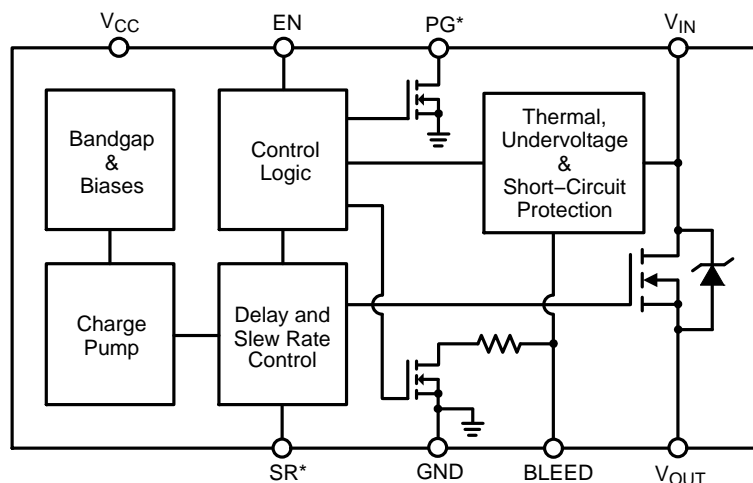 VCC
EN
PG*
VIN
Bandgap
&
Biases
Control
Logic
Thermal,
Undervoltage
&
Short−Circuit
Protection
Charge
Pump
Delay and
Slew Rate
Control
SR*
GND
BLEED
VOUT